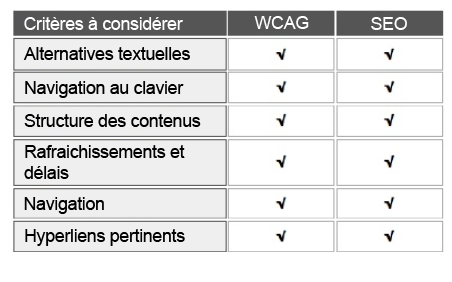 Critères à considérer WCAG SEO
Alternatives textuelles √ √
Navigation au clavier √ √
Structure des contenus √ √
Rafraichissements et
délais √ √
Navigation √ √
Hyperliens pertinents √ √